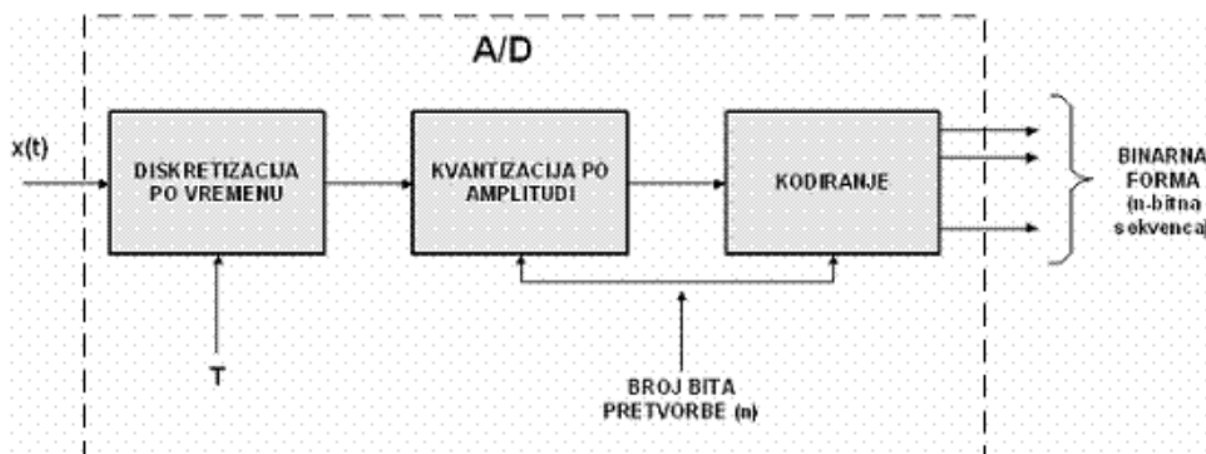 A/D
x(t)
DISKRETIZACIJA
PO VREMENU
KVANTIZACIJA PO
AMPLITUDI
KODIRANJE
BINARNA
FORMA
(n-bitna
sekvenca)
T
BROJ BITA
PRETVORBE (n)